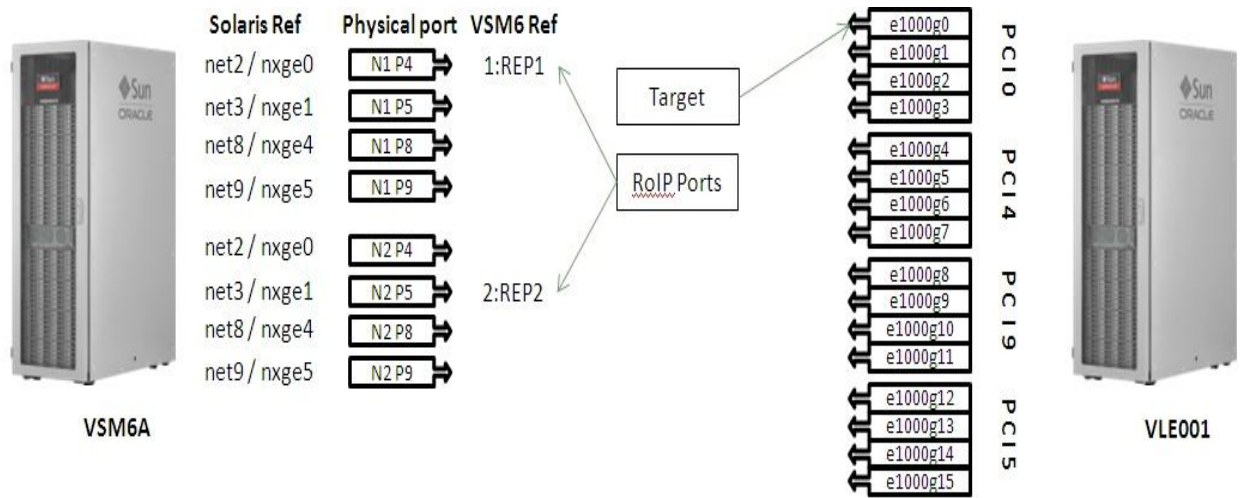 Solaris Ref Physical port VSM6 Ref
net2 / nxge0 N1 P4 1:REP1
net3 / nxge1 N1 P5
net8 / nxge4 N1 P8
net9 / nxge5 N1 P9
net2 / nxge0 N2 P4
net3 / nxge1 N2 P5 2:REP2
net8 / nxge4 N2 P8
net9 / nxge5 N2 P9
Sun
ORACLE
VSM6A
Target
RoIP Ports
e1000g0
e1000g1
e1000g2
e1000g3
PCI0
e1000g4
e1000g5
e1000g6
e1000g7
PCI4
e1000g8
e1000g9
e1000g10
e1000g11
PCI9
e1000g12
e1000g13
e1000g14
e1000g15
PCI5
Sun
ORACLE
VLE001